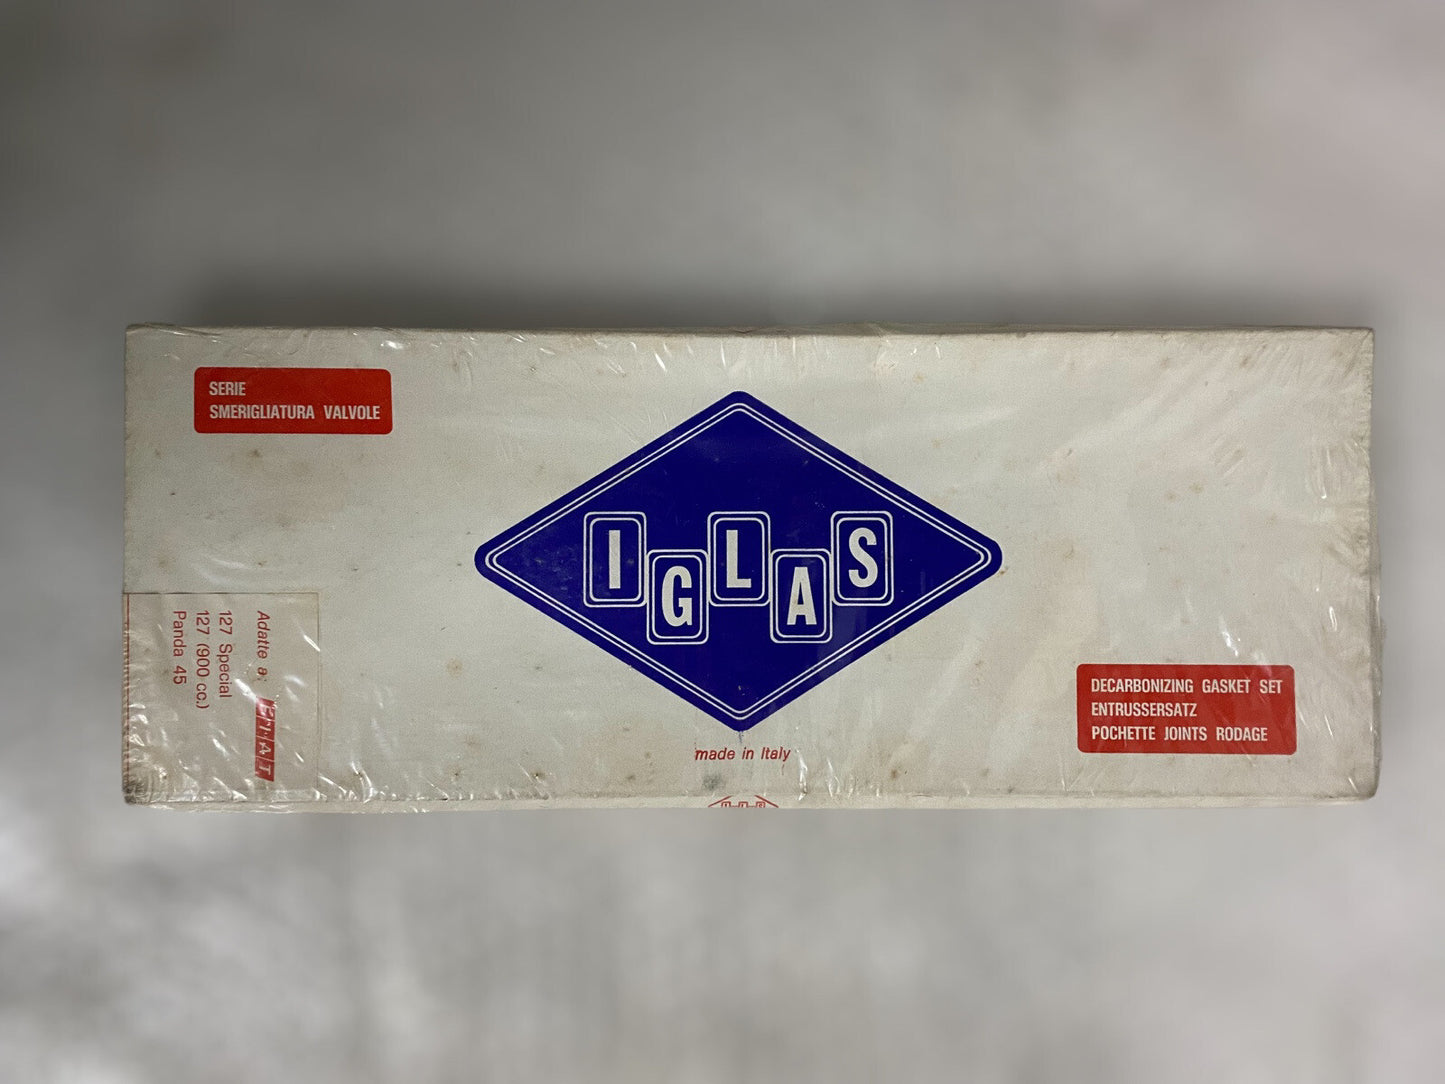 SERIE
SMERIGLIATURA VALVOLE
IGLAS
made in Italy
DECARBONIZING GASKET SET
ENTRUSSERSATZ
POCHETTE JOINTS RODAGE
Adatte a: FIAT
127 Special
127 (900 cc.)
Panda 45